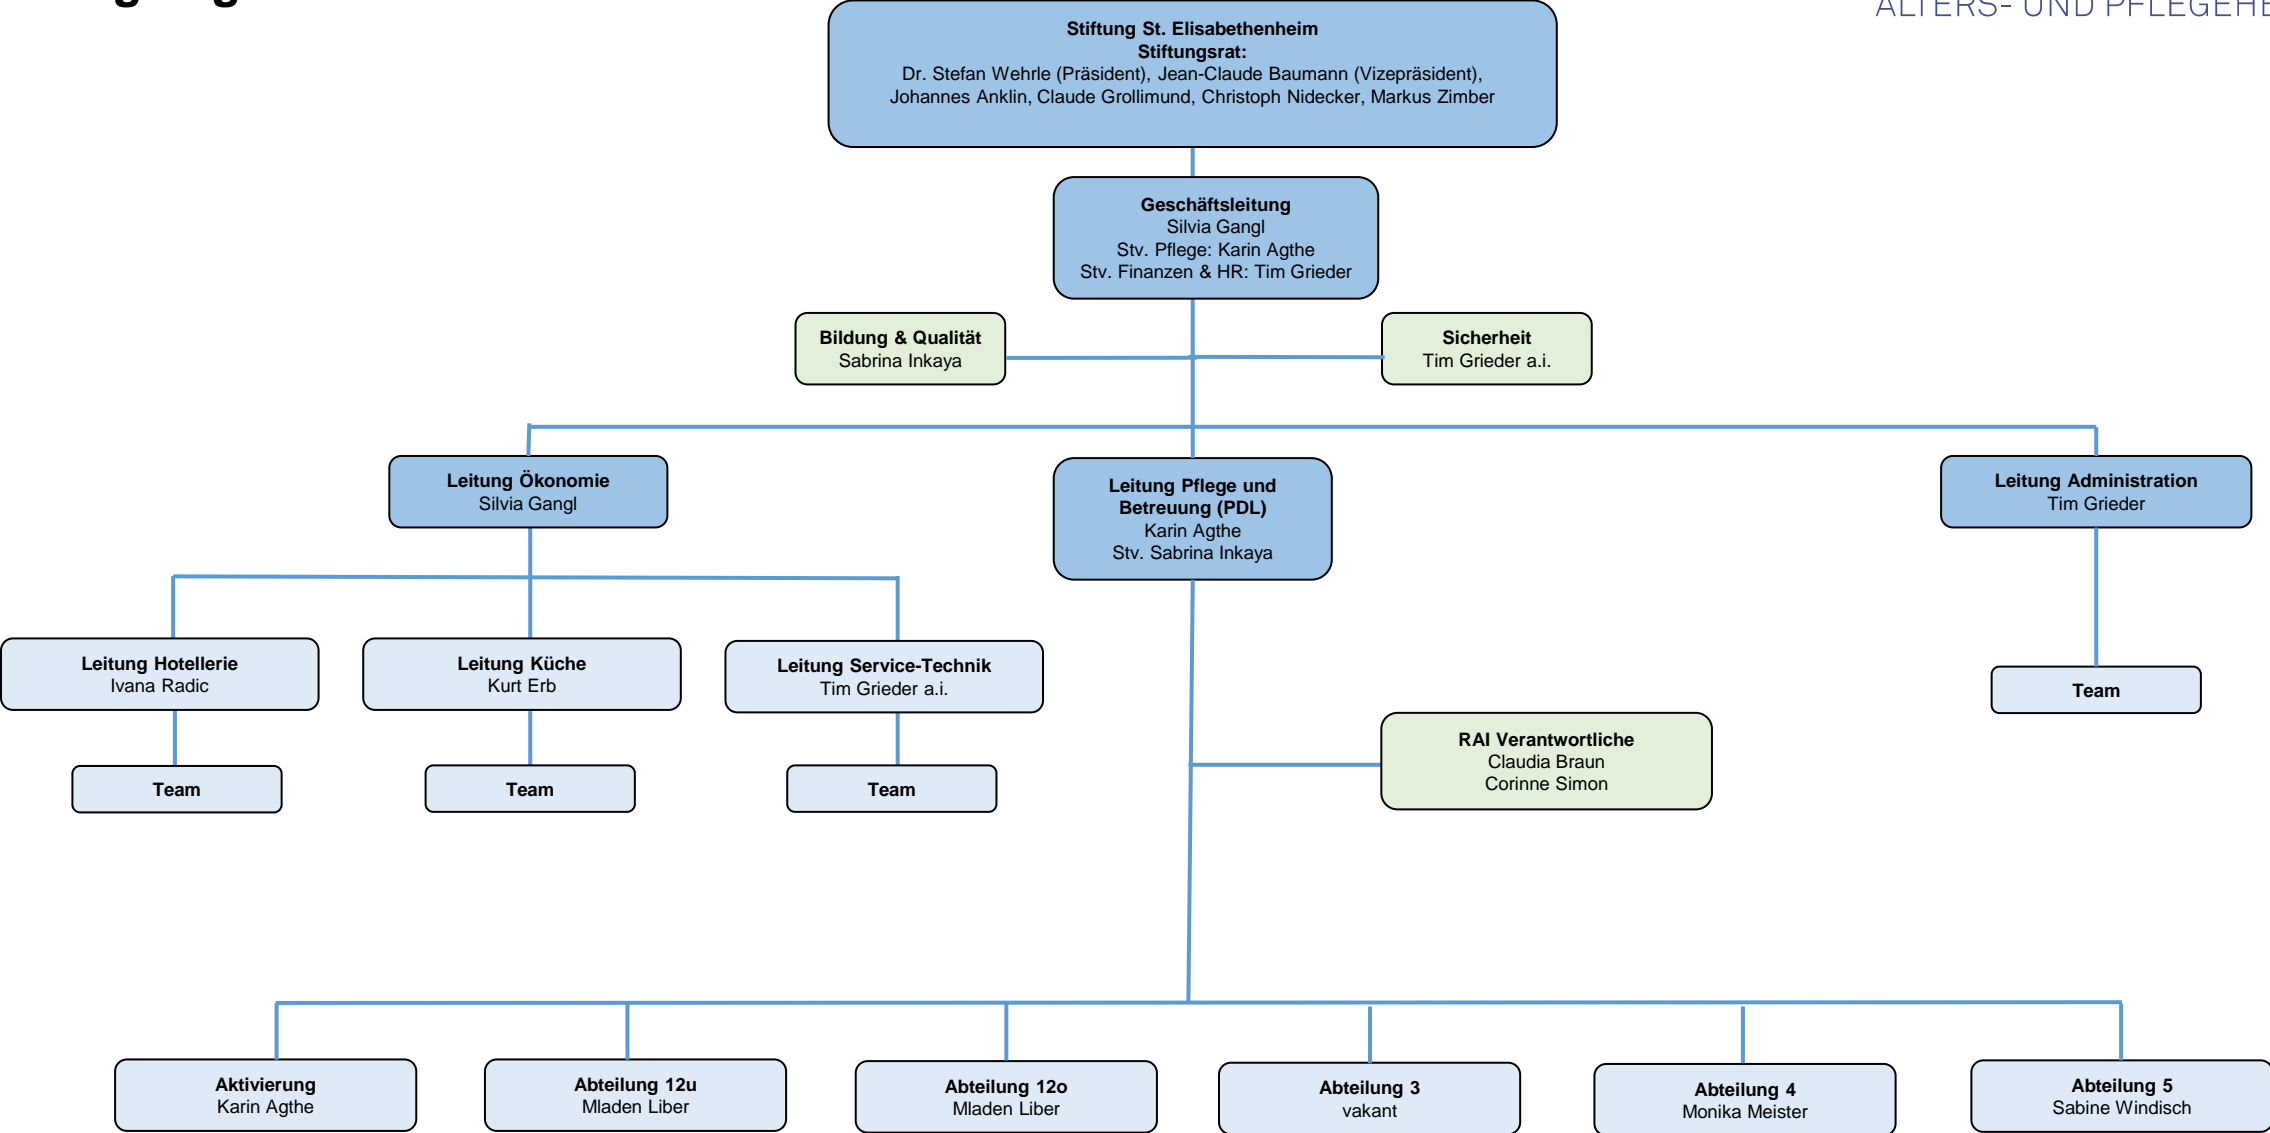 ALTERS- UND PFLEGEHE
Stiftung St. Elisabethenheim
Stiftungsrat:
Dr. Stefan Wehrle (Präsident), Jean-Claude Baumann (Vizepräsident),
Johannes Anklin, Claude Grollimund, Christoph Nidecker, Markus Zimber
Geschäftsleitung
Silvia Gangl
Stv. Pflege: Karin Agthe
Stv. Finanzen & HR: Tim Grieder
Bildung & Qualität
Sabrina Inkaya
Sicherheit
Tim Grieder a.i.
Leitung Ökonomie
Silvia Gangl
Leitung Pflege und
Betreuung (PDL)
Karin Agthe
Stv. Sabrina Inkaya
Leitung Administration
Tim Grieder
Leitung Hotellerie
Ivana Radic
Leitung Küche
Kurt Erb
Leitung Service-Technik
Tim Grieder a.i.
Team
RAI Verantwortliche
Claudia Braun
Corinne Simon
Team
Team
Team
Aktivierung
Karin Agthe
Abteilung 12u
Mladen Liber
Abteilung 12o
Mladen Liber
Abteilung 3
vakant
Abteilung 4
Monika Meister
Abteilung 5
Sabine Windisch